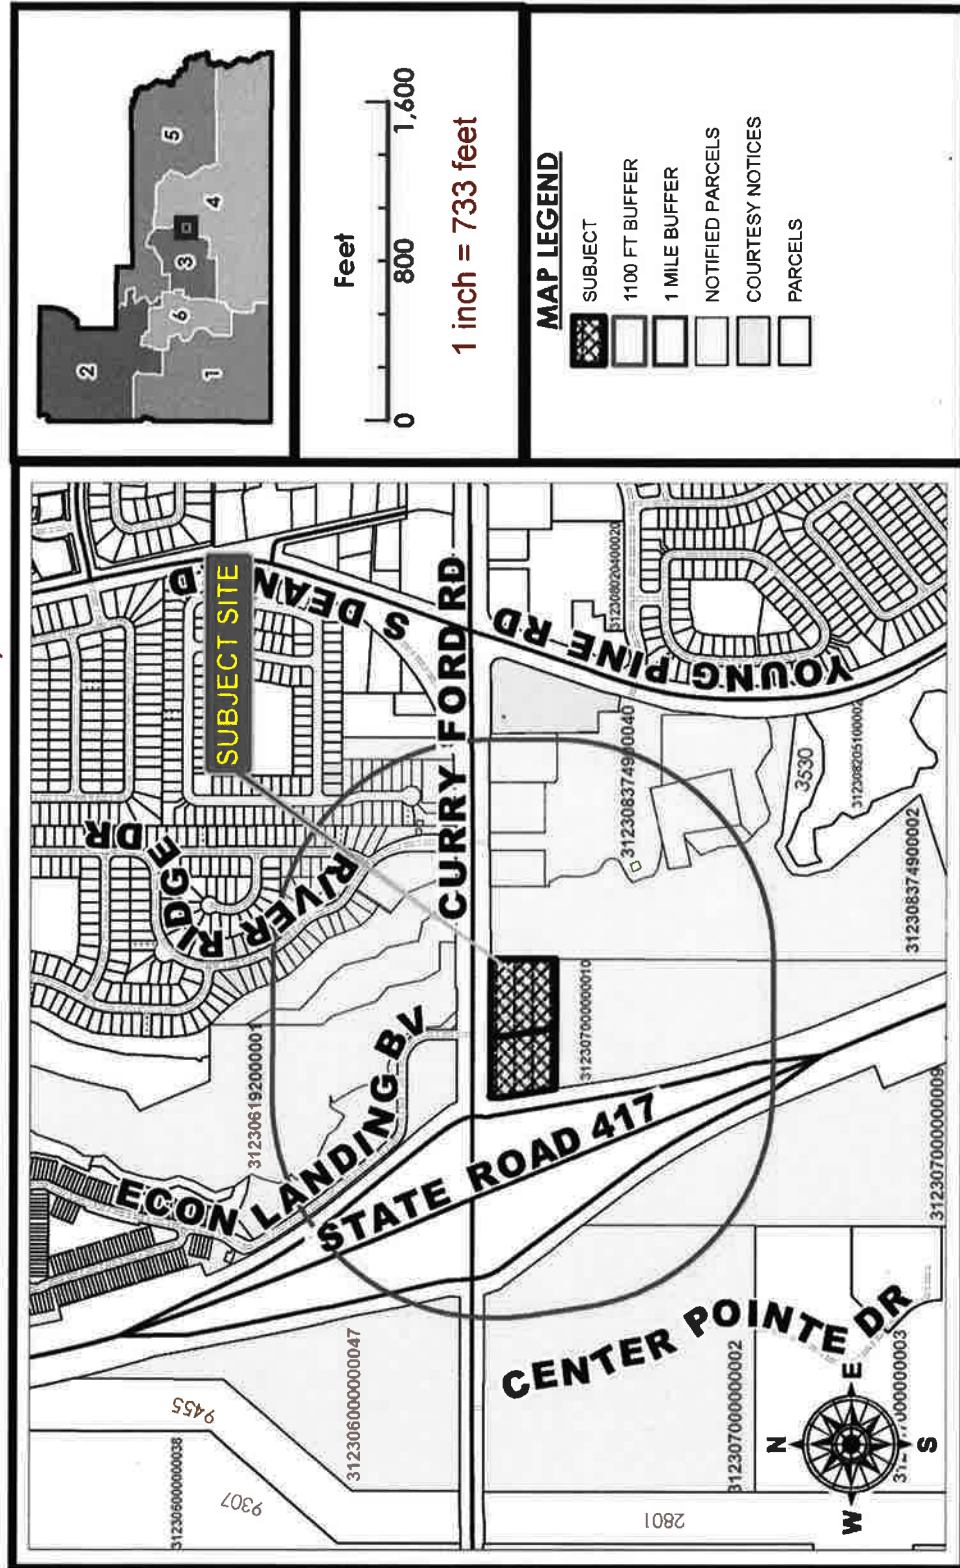 SUBJECT SITE
RIVER RIDGE DR
S DEAN RD
CURRY FORD RD
YOUNG PINE RD
ECON LANDING BV
STATE ROAD 417
CENTER POINTE DR
312306000000038
9307
9455
312306000000047
312306192000001
2801
312307000000002
312307000000009
312307000000010
312308374900040
312308020400020
3530
312308205100002
312308374900002
N
W
E
S
2
1
6
3
4
5
Feet
0
800
1,600
1 inch = 733 feet
MAP LEGEND
SUBJECT
1100 FT BUFFER
1 MILE BUFFER
NOTIFIED PARCELS
COURTESY NOTICES
PARCELS